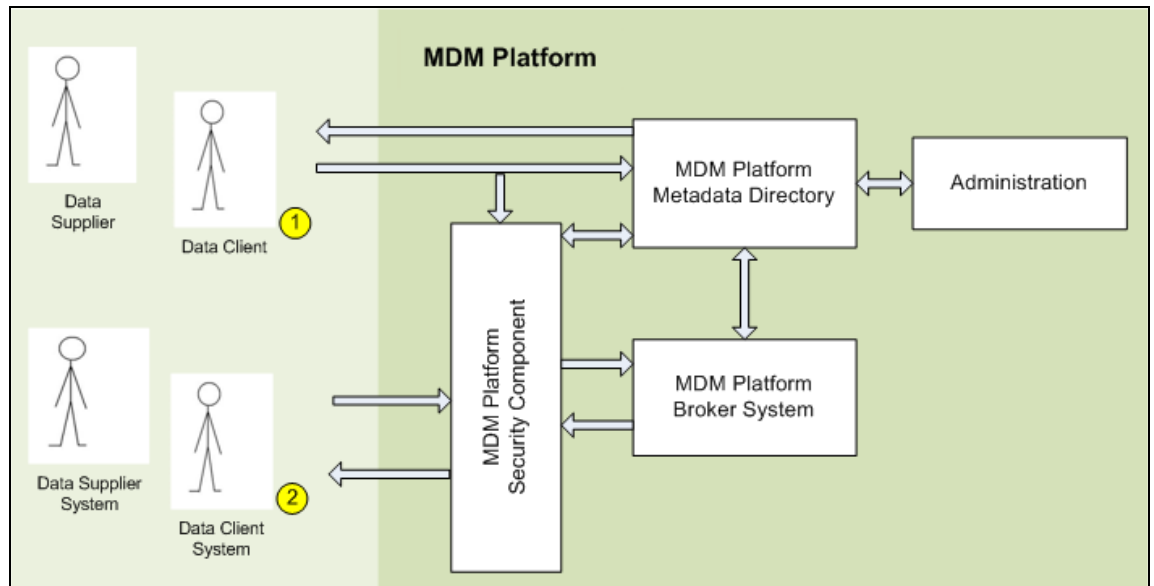 MDM Platform
Data
Supplier
Data Client
1
MDM Platform
Metadata Directory
Administration
MDM Platform
Security Component
MDM Platform
Broker System
Data Supplier
System
Data Client
System
2